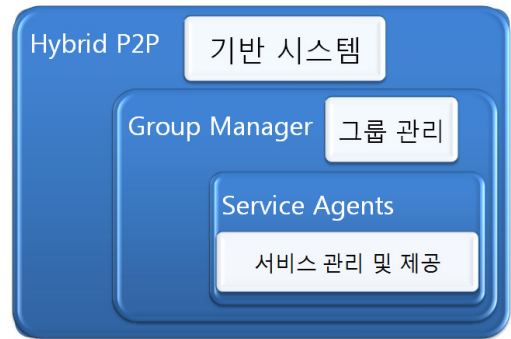 Hybrid P2P 기반 시스템
Group Manager 그룹 관리
Service Agents
서비스 관리 및 제공